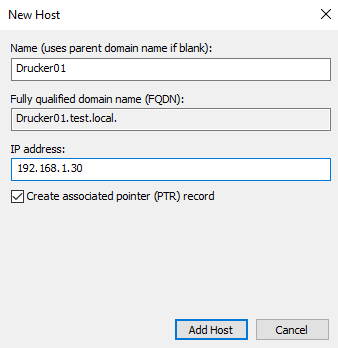 New Host
Name (uses parent domain name if blank):
Drucker01
Fully qualified domain name (FQDN):
Drucker01.test.local.
IP address:
192.168.1.30
Create associated pointer (PTR) record
Add Host
Cancel